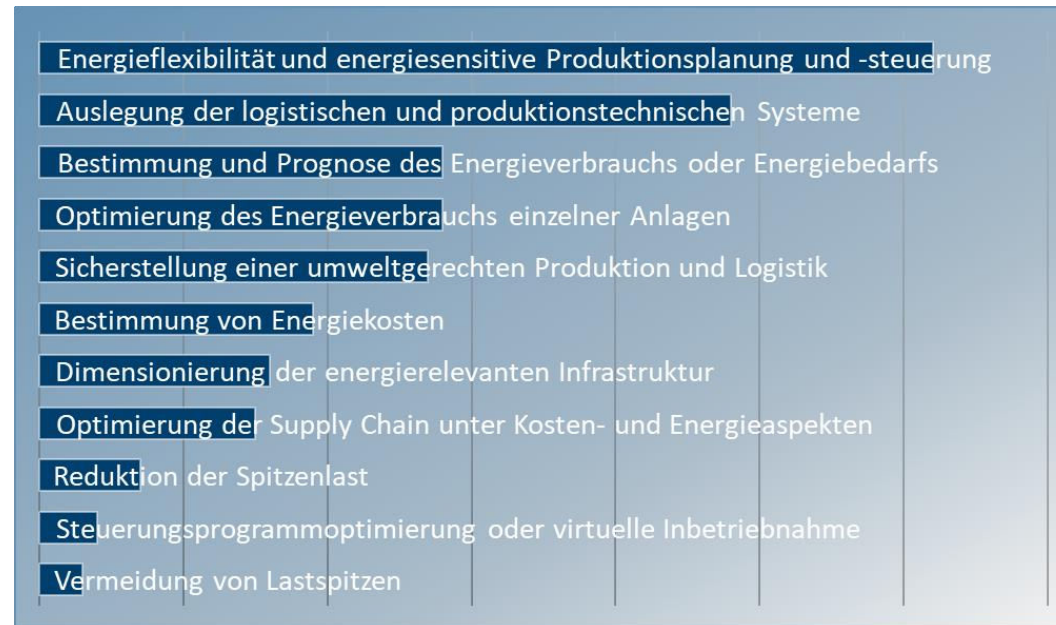 Energieflexibilität und energiesensitive Produktionsplanung und -steuerung
Auslegung der logistischen und produktionstechnischen Systeme
Bestimmung und Prognose des Energieverbrauchs oder Energiebedarfs
Optimierung des Energieverbrauchs einzelner Anlagen
Sicherstellung einer umweltgerechten Produktion und Logistik
Bestimmung von Energiekosten
Dimensionierung der energierelevanten Infrastruktur
Optimierung der Supply Chain unter Kosten- und Energieaspekten
Reduktion der Spitzenlast
Steuerungsprogrammoptimierung oder virtuelle Inbetriebnahme
Vermeidung von Lastspitzen